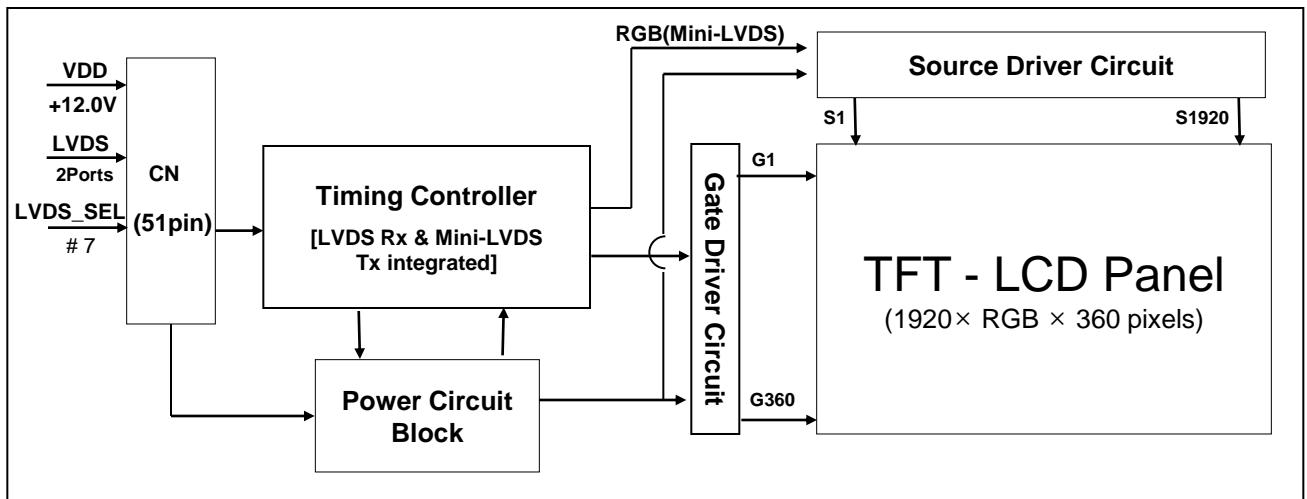 RGB(Mini-LVDS)
VDD
+12.0V
LVDS
2Ports
LVDS_SEL
# 7
CN
(51pin)
Timing Controller
[LVDS Rx & Mini-LVDS
Tx integrated]
Power Circuit
Block
Gate Driver Circuit
Source Driver Circuit
S1
S1920
G1
G360
TFT - LCD Panel
(1920× RGB × 360 pixels)